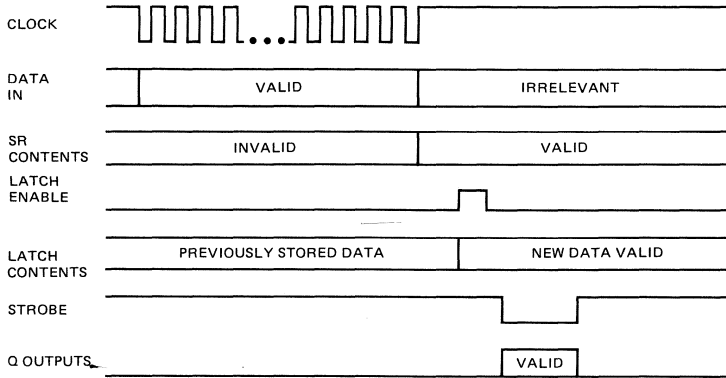 CLOCK
DATA
IN
VALID
IRRELEVANT
SR
CONTENTS
INVALID
VALID
LATCH
ENABLE
LATCH
CONTENTS
PREVIOUSLY STORED DATA
NEW DATA VALID
STROBE
Q OUTPUTS
VALID